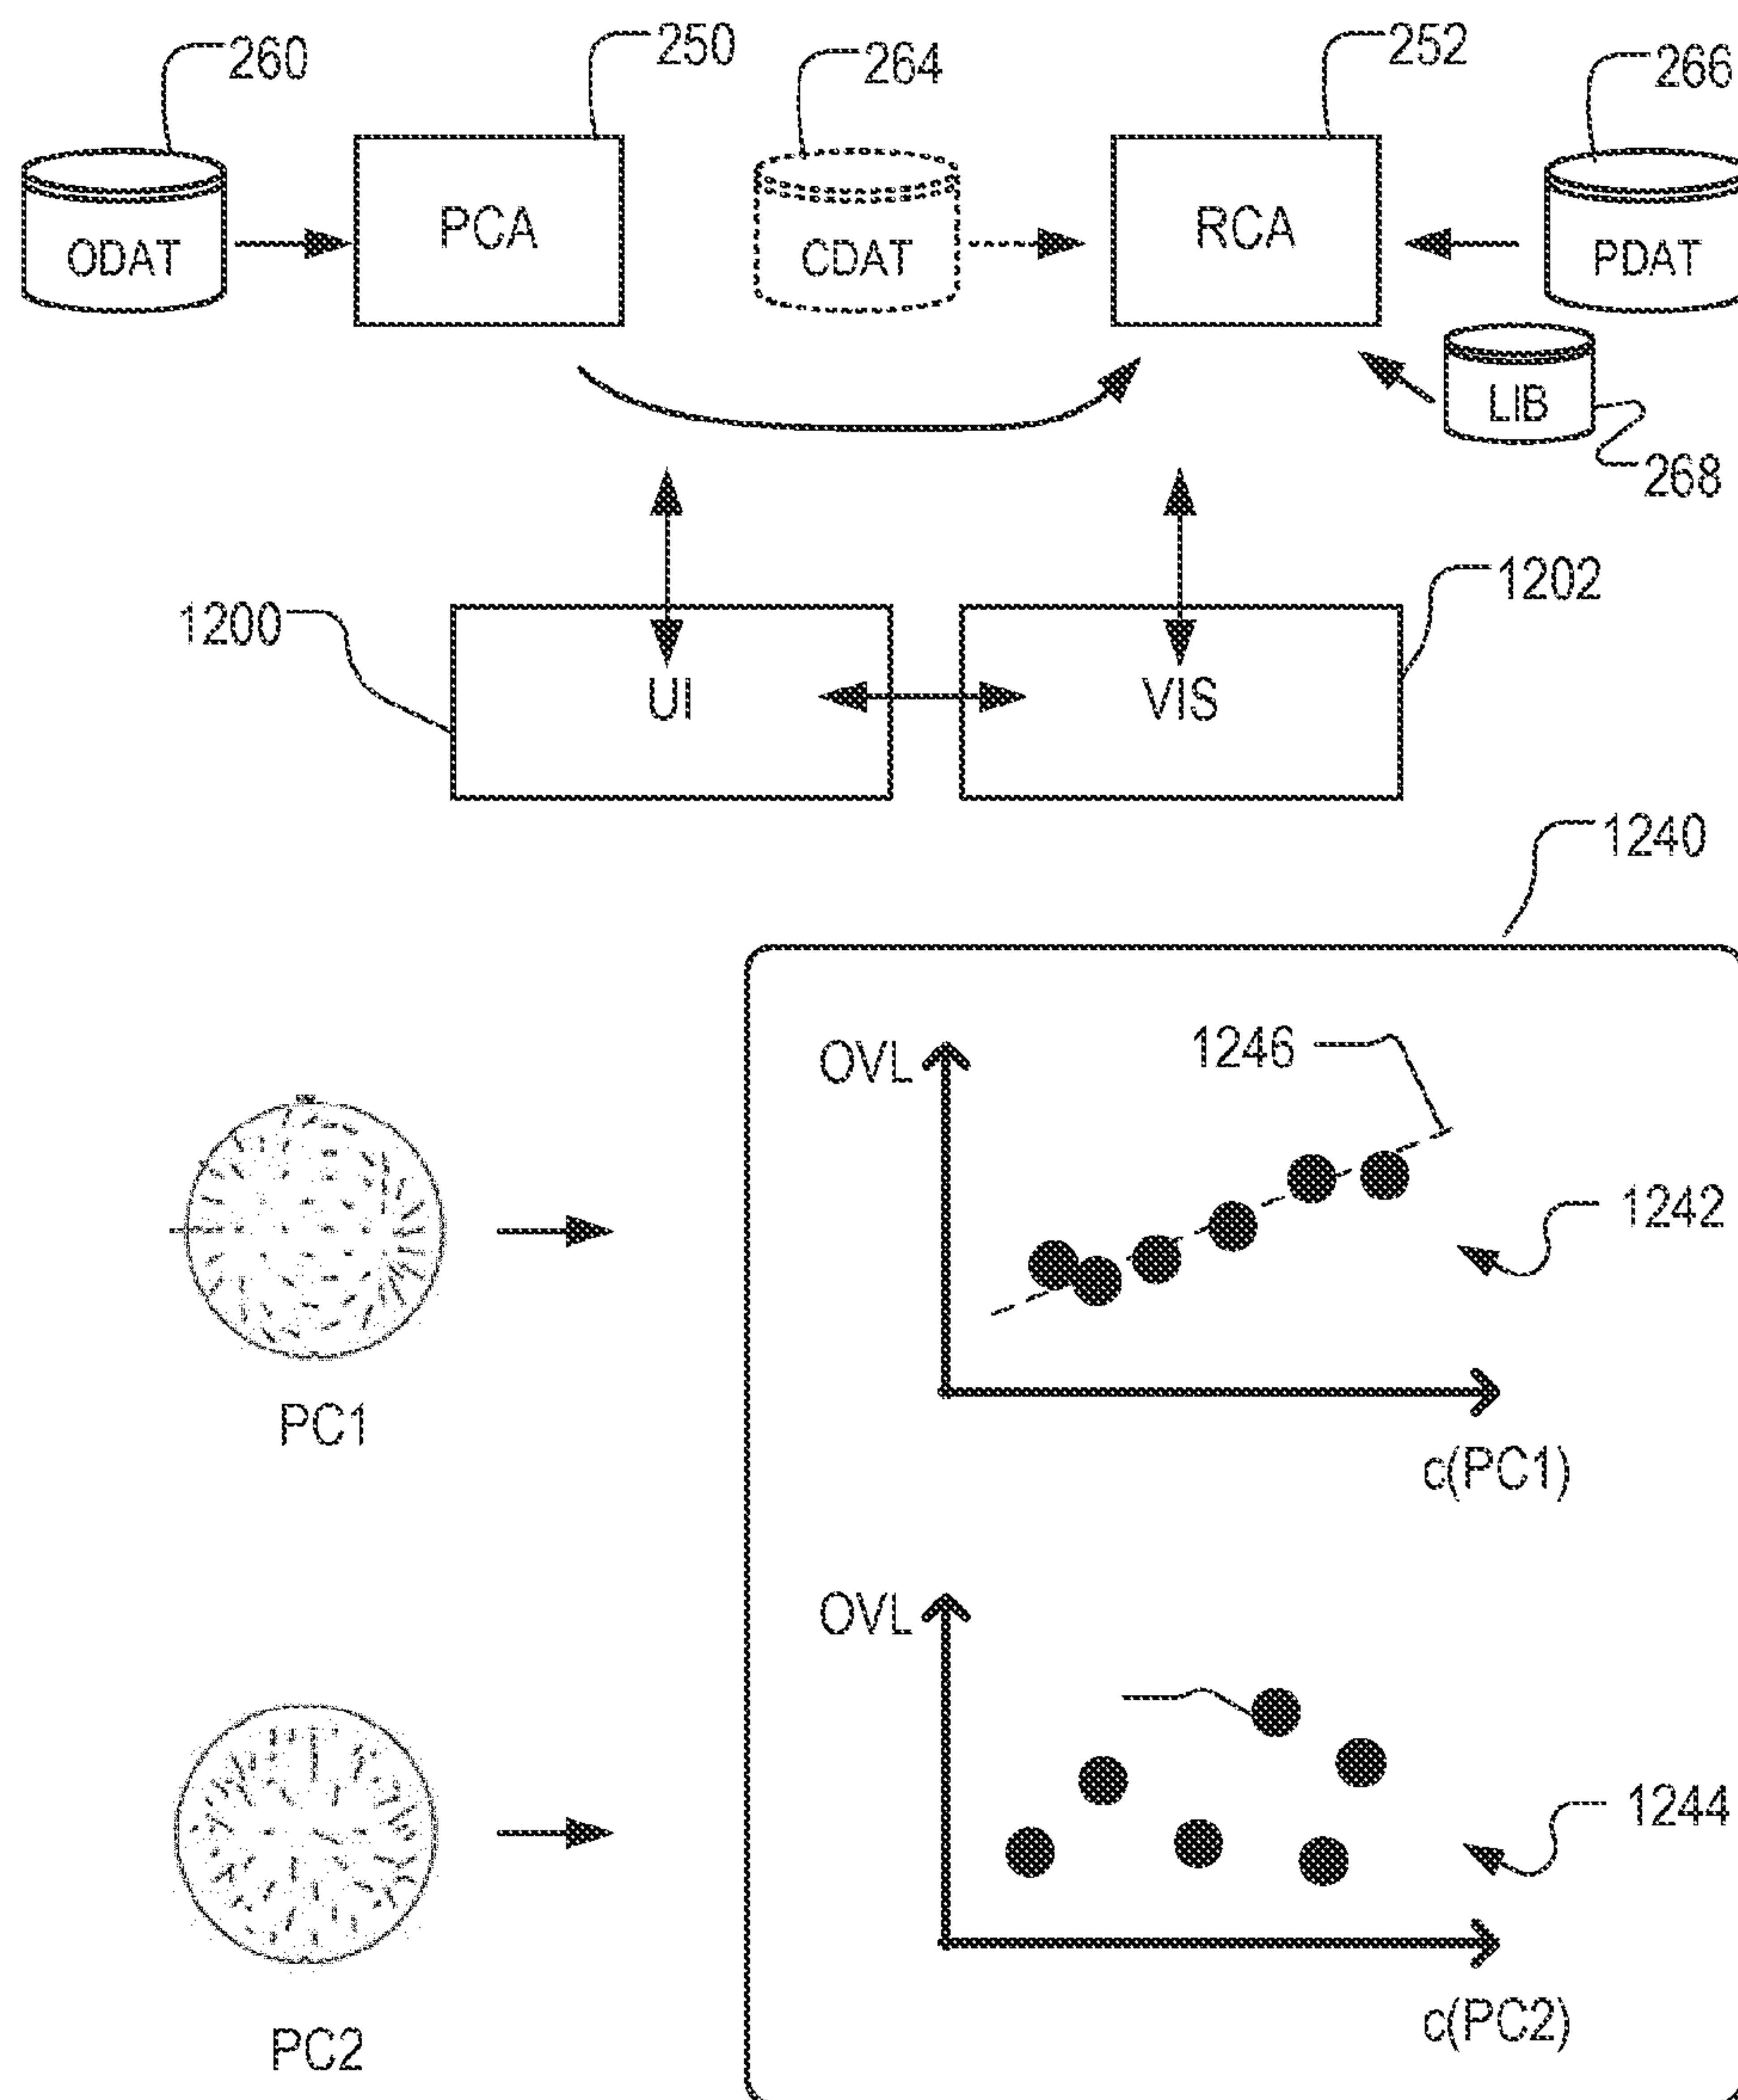 260
250
264
252
266
ODAT
PCA
CDAT
RCA
PDAT
LIB
268
1200
1202
UI
VIS
1240
OVL
1246
1242
PC1
c(PC1)
OVL
1244
PC2
c(PC2)